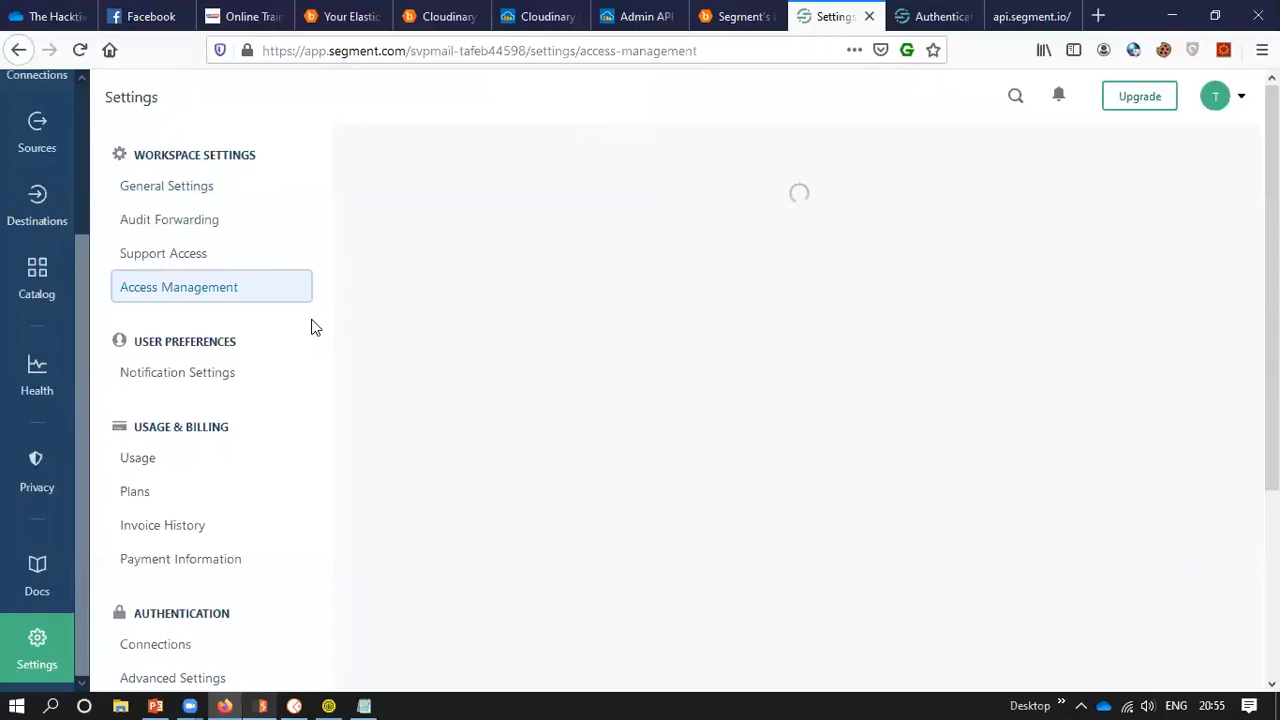 The Hackti
Facebook
Online Train
Your Elastic
Cloudinary
Cloudinary
Admin API
Segment's
Settings
Authenticat
api.segment.io/
https://app.segment.com/svpmail-tafeb44598/settings/access-management
Connections
Sources
Destinations
Catalog
Health
Privacy
Docs
Settings
Settings
Upgrade
T
WORKSPACE SETTINGS
General Settings
Audit Forwarding
Support Access
Access Management
USER PREFERENCES
Notification Settings
USAGE & BILLING
Usage
Plans
Invoice History
Payment Information
AUTHENTICATION
Connections
Advanced Settings
Desktop
ENG
20:55